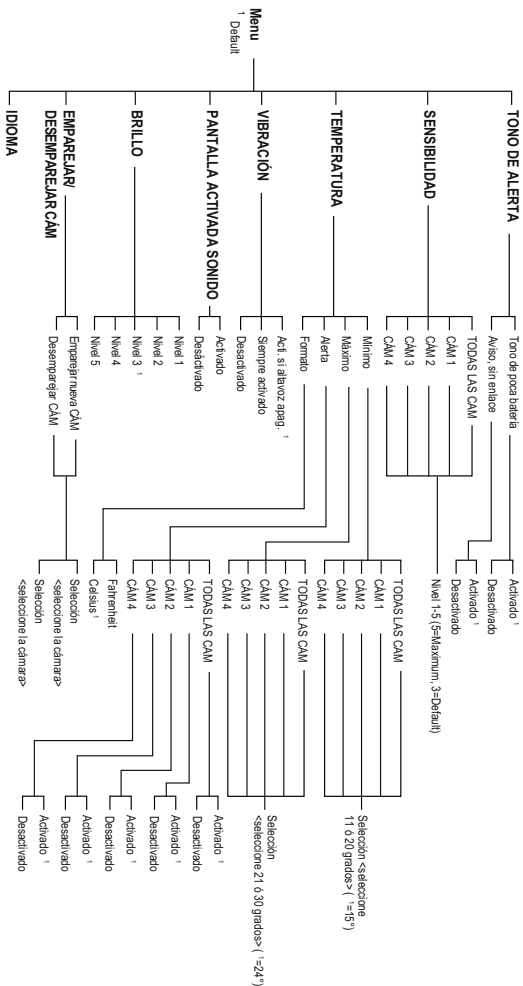 Menu
¹ Default
TONO DE ALERTA
Tono de poca batería
Activado ¹
Desactivado
Aviso, sin enlace
Activado ¹
Desactivado
SENSIBILIDAD
TODAS LAS CAM
CÁM 1
CÁM 2
CÁM 3
CÁM 4
Nivel 1-5 (5=Maximum, 3=Default)
TEMPERATURA
Mínimo
TODAS LAS CAM
CÁM 1
CÁM 2
CÁM 3
CÁM 4
Selección <seleccione
11 ó 20 grados> ( ¹=15°)
Máximo
TODAS LAS CAM
CÁM 1
CÁM 2
CÁM 3
CÁM 4
Selección
<seleccione 21 ó 30 grados> ( ¹=24°)
Alerta
TODAS LAS CAM
CÁM 1
CÁM 2
CÁM 3
CÁM 4
Activado ¹
Desactivado
Activado ¹
Desactivado
Activado ¹
Desactivado
Activado ¹
Desactivado
Activado ¹
Desactivado
Formato
Fahrenheit
Celsius ¹
VIBRACIÓN
Acti. si altavoz apag. ¹
Siempre activado
Desactivado
PANTALLA ACTIVADA SONIDO
Activado
Desactivado
BRILLO
Nivel 1
Nivel 2
Nivel 3 ¹
Nivel 4
Nivel 5
EMPAREJAR/
DESEMPAREJAR CÁM
Emparejar nueva CÁM
Desemparejar CÁM
Selección
<seleccione la cámara>
Selección
<seleccione la cámara>
IDIOMA